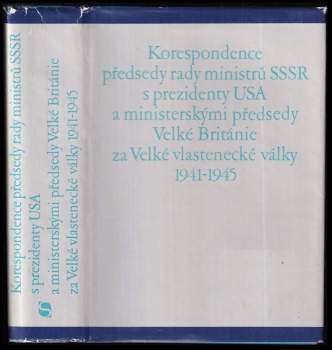 Korespondence předsedy rady ministrů SSSR
s prezidenty USA
a ministerskými předsedy Velké Británie
za Velké vlastenecké války 1941-1945
Korespondence
předsedy rady ministrů SSSR
s prezidenty USA
a ministerskými předsedy
Velké Británie
za Velké vlastenecké války
1941-1945